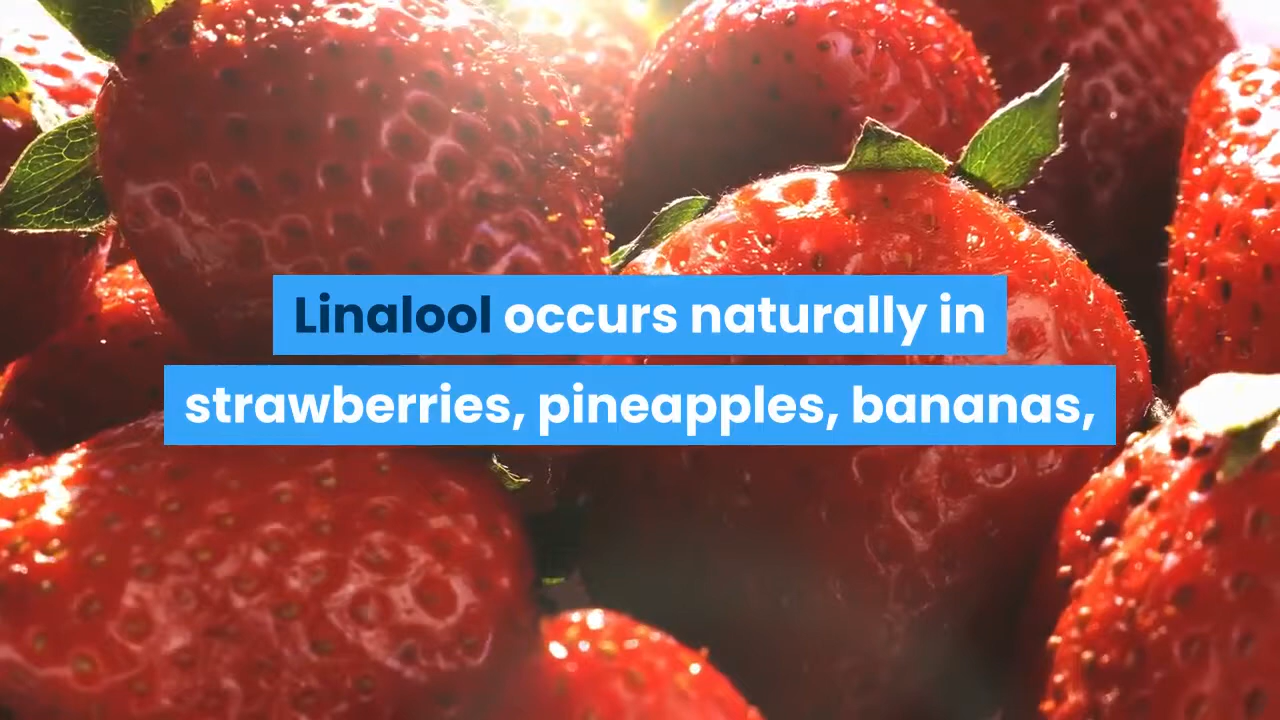 Linalool occurs naturally in
strawberries, pineapples, bananas,